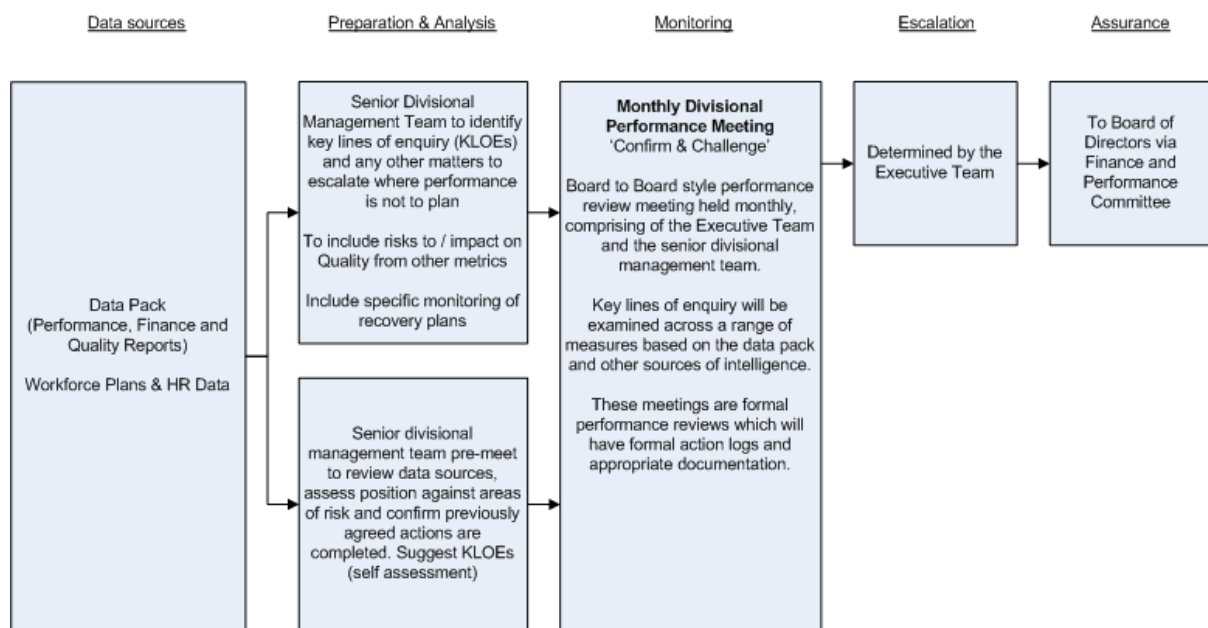 Data sources
Preparation & Analysis
Monitoring
Escalation
Assurance
Data Pack
(Performance, Finance and
Quality Reports)
Workforce Plans & HR Data
Senior Divisional
Management Team to identify
key lines of enquiry (KLOEs)
and any other matters to
escalate where performance
is not to plan
To include risks to / impact on
Quality from other metrics
Include specific monitoring of
recovery plans
Senior divisional
management team pre-meet
to review data sources,
assess position against areas
of risk and confirm previously
agreed actions are
completed. Suggest KLOEs
(self assessment)
Monthly Divisional
Performance Meeting
‘Confirm & Challenge’
Board to Board style performance
review meeting held monthly,
comprising of the Executive Team
and the senior divisional
management team.
Key lines of enquiry will be
examined across a range of
measures based on the data pack
and other sources of intelligence.
These meetings are formal
performance reviews which will
have formal action logs and
appropriate documentation.
Determined by the
Executive Team
To Board of
Directors via
Finance and
Performance
Committee